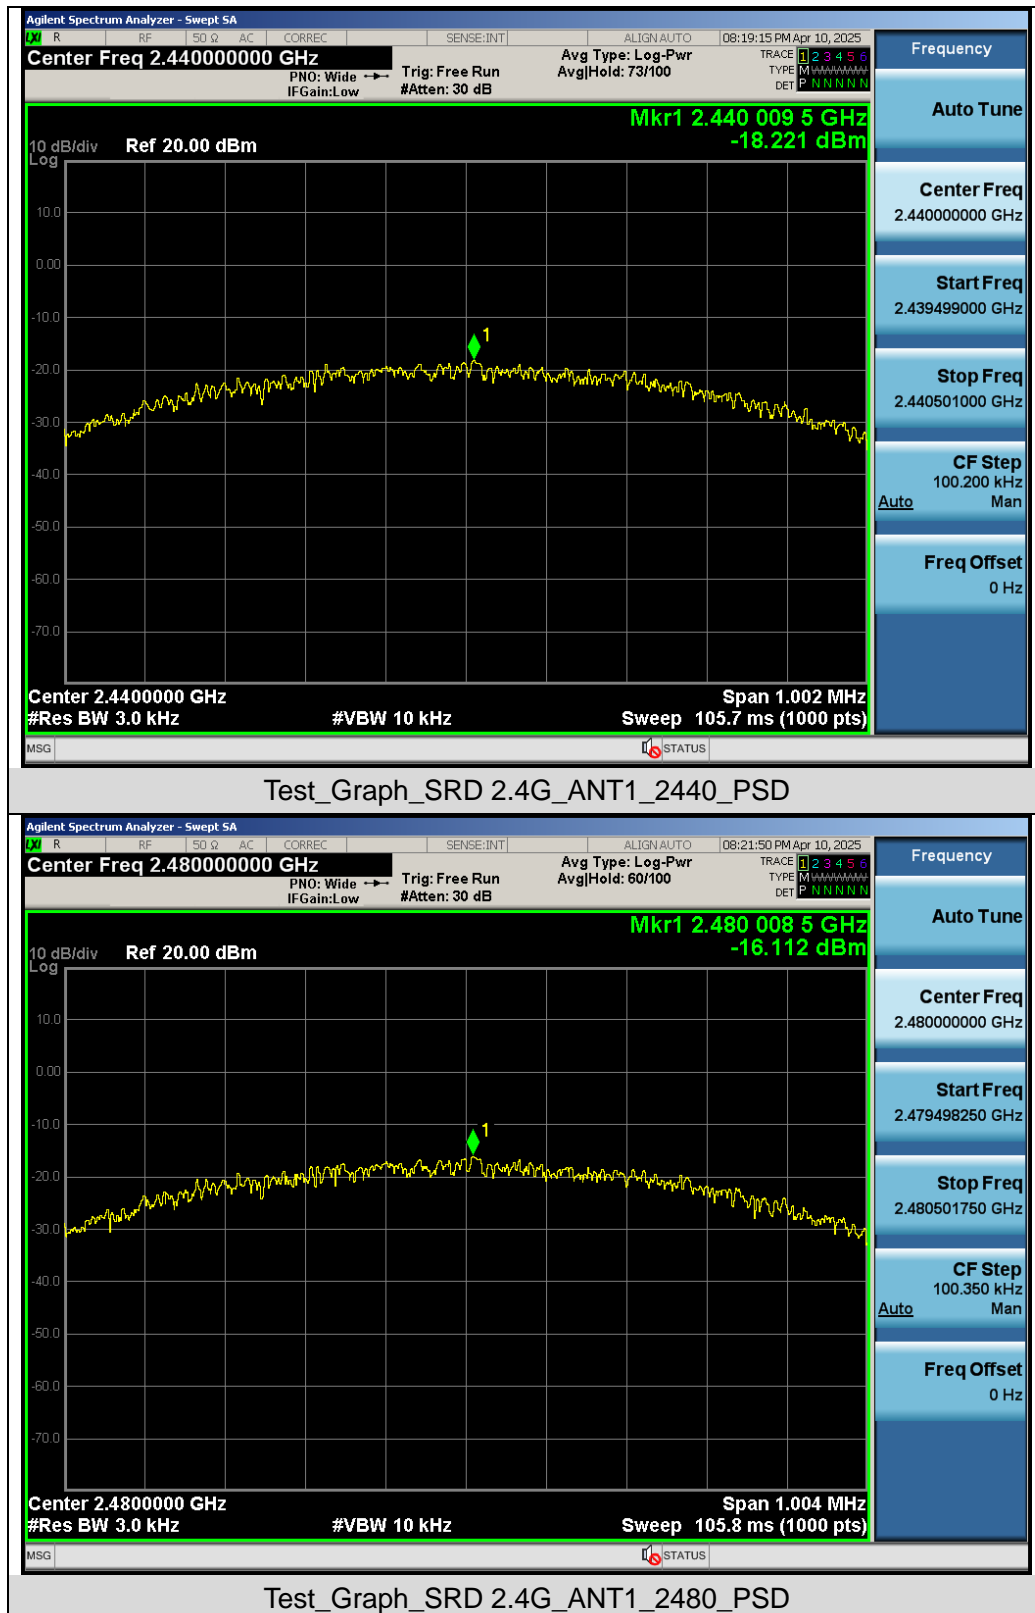 Agilent Spectrum Analyzer - Swept SA
LXI R RF 50 Ω AC CORREC SENSE:INT ALIGN AUTO 08:19:15 PM Apr 10, 2025
Center Freq 2.440000000 GHz
PNO: Wide
IFGain:Low
Trig: Free Run
#Atten: 30 dB
Avg Type: Log-Pwr
Avg|Hold: 73/100
TRACE 1 2 3 4 5 6
TYPE M WWWWW
DET P N N N N N
Mkr1 2.440 009 5 GHz
-18.221 dBm
10 dB/div
Log
Ref 20.00 dBm
10.0
0.00
-10.0
-20.0
-30.0
-40.0
-50.0
-60.0
-70.0
1
Center 2.4400000 GHz
Span 1.002 MHz
#Res BW 3.0 kHz
#VBW 10 kHz
Sweep 105.7 ms (1000 pts)
MSG
STATUS
Frequency
Auto Tune
Center Freq
2.440000000 GHz
Start Freq
2.439499000 GHz
Stop Freq
2.440501000 GHz
CF Step
100.200 kHz
Auto Man
Freq Offset
0 Hz
Test_Graph_SRD 2.4G_ANT1_2440_PSD
Agilent Spectrum Analyzer - Swept SA
LXI R RF 50 Ω AC CORREC SENSE:INT ALIGN AUTO 08:21:50 PM Apr 10, 2025
Center Freq 2.480000000 GHz
PNO: Wide
IFGain:Low
Trig: Free Run
#Atten: 30 dB
Avg Type: Log-Pwr
Avg|Hold: 60/100
TRACE 1 2 3 4 5 6
TYPE M WWWWW
DET P N N N N N
Mkr1 2.480 008 5 GHz
-16.112 dBm
10 dB/div
Log
Ref 20.00 dBm
10.0
0.00
-10.0
-20.0
-30.0
-40.0
-50.0
-60.0
-70.0
1
Center 2.4800000 GHz
Span 1.004 MHz
#Res BW 3.0 kHz
#VBW 10 kHz
Sweep 105.8 ms (1000 pts)
MSG
STATUS
Frequency
Auto Tune
Center Freq
2.480000000 GHz
Start Freq
2.479498250 GHz
Stop Freq
2.480501750 GHz
CF Step
100.350 kHz
Auto Man
Freq Offset
0 Hz
Test_Graph_SRD 2.4G_ANT1_2480_PSD